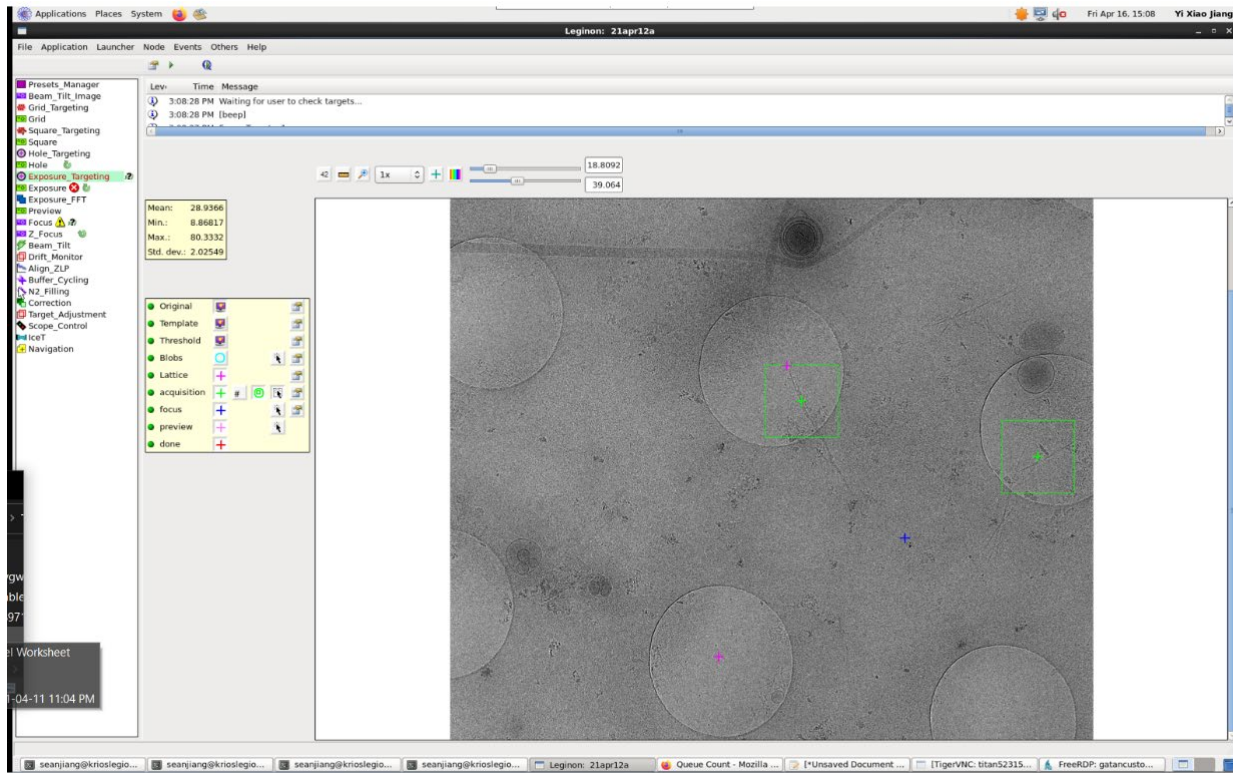 Applications Places System
Fri Apr 16, 15:08 Yi Xiao Jiang
Leginon: 21apr12a
File Application Launcher Node Events Others Help
Presets_Manager
Beam_Tilt_Image
Grid_Targeting
Grid
Square_Targeting
Square
Hole_Targeting
Hole
Exposure_Targeting
Exposure
Exposure_FFT
Preview
Focus
Z_Focus
Beam_Tilt
Drift_Monitor
Align_ZLP
Buffer_Cycling
N2_Filling
Correction
Target_Adjustment
Scope_Control
IceT
Navigation
Time Message
3:08:28 PM Waiting for user to check targets...
3:08:28 PM [beep]
42 1x 18.8092
39.064
Mean: 28.9366
Min.: 8.86817
Max.: 80.3332
Std. dev.: 2.02549
Original
Template
Threshold
Blobs
Lattice
acquisition #
focus
preview
done
el Worksheet
1-04-11 11:04 PM
seanjiang@krioslegio... seanjiang@krioslegio... seanjiang@krioslegio... seanjiang@krioslegio... Leginon: 21apr12a Queue Count - Mozilla ... [*Unsaved Document ... [TigerVNC: titan52315... FreeRDP: gatancusto...